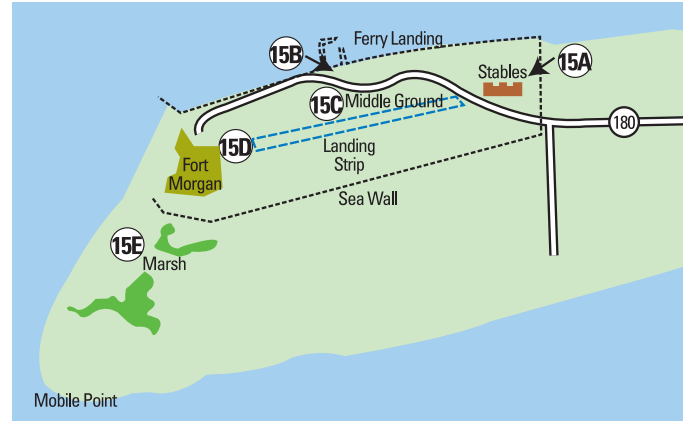 Ferry Landing
15B
15A
Stables
15C
Middle Ground
180
15D
Landing
Strip
Fort
Morgan
Sea Wall
15E
Marsh
Mobile Point